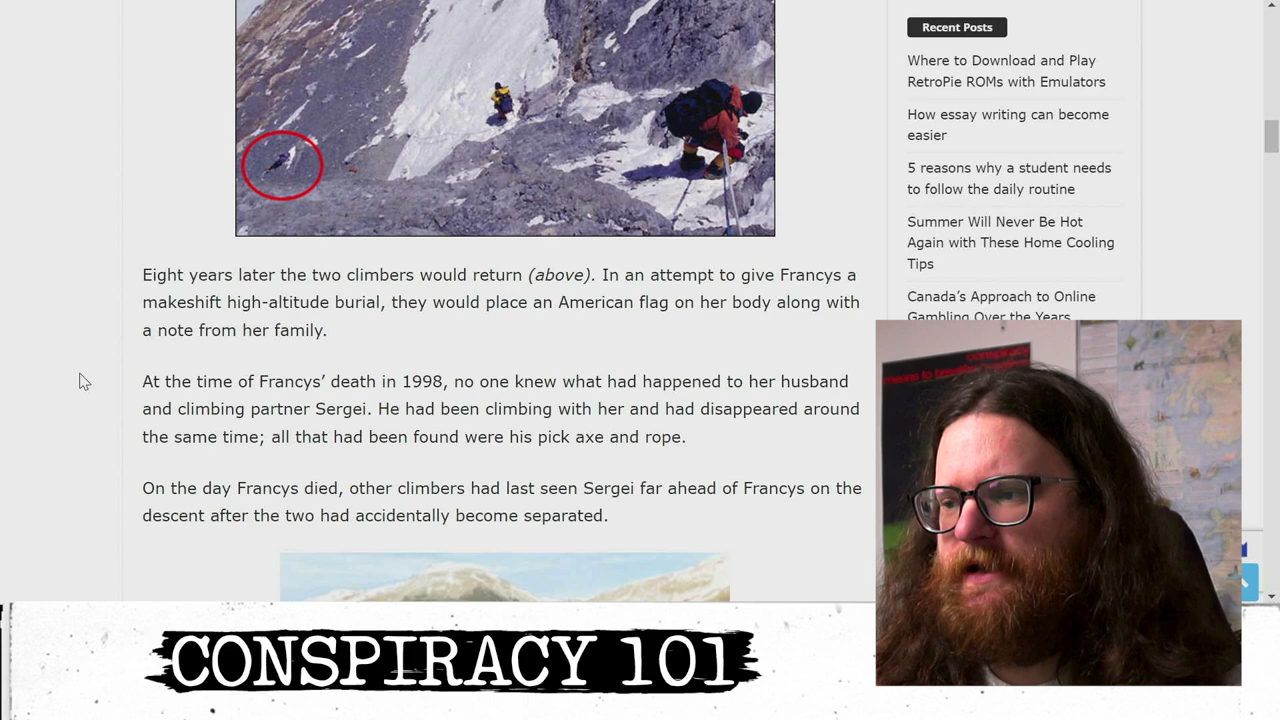 Eight years later the two climbers would return (above). In an attempt to give Francys a
makeshift high-altitude burial, they would place an American flag on her body along with
a note from her family.
At the time of Francys’ death in 1998, no one knew what had happened to her husband
and climbing partner Sergei. He had been climbing with her and had disappeared around
the same time; all that had been found were his pick axe and rope.
On the day Francys died, other climbers had last seen Sergei far ahead of Francys on the
descent after the two had accidentally become separated.
Recent Posts
Where to Download and Play
RetroPie ROMs with Emulators
How essay writing can become
easier
5 reasons why a student needs
to follow the daily routine
Summer Will Never Be Hot
Again with These Home Cooling
Tips
Canada’s Approach to Online
Gambling Over the Years
conspiracy
means to breathe
CONSPIRACY 101